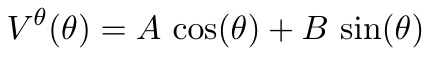 V^θ(θ) = A cos(θ) + B sin(θ)